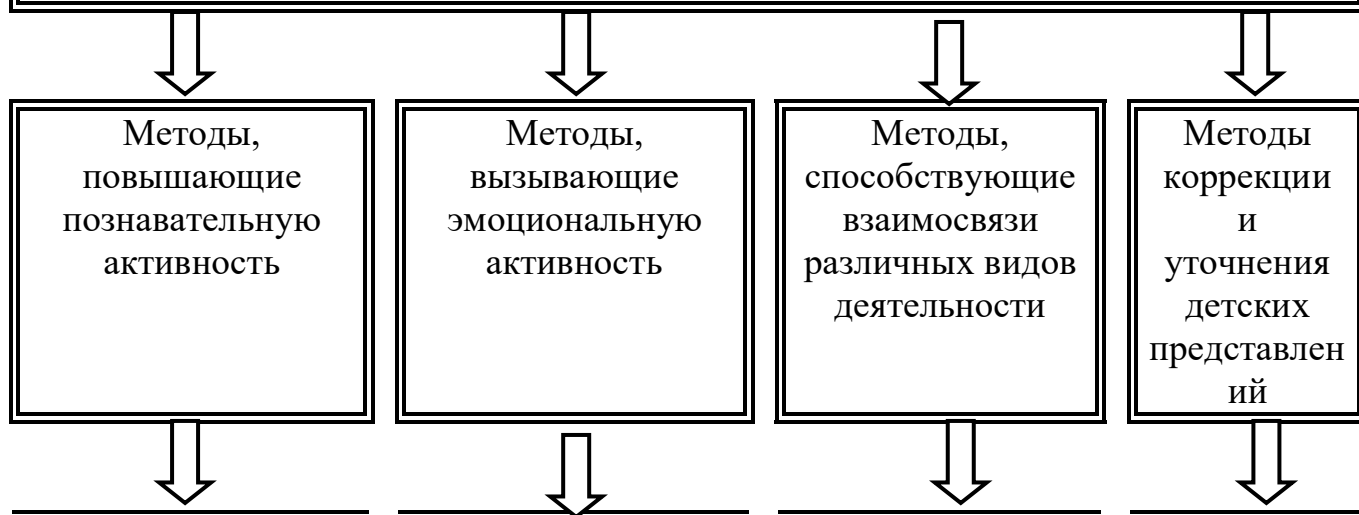 Методы,
повышающие
познавательную
активность
Методы,
вызывающие
эмоциональную
активность
Методы,
способствующие
взаимосвязи
различных видов
деятельности
Методы
коррекции
и
уточнения
детских
представлен
ий